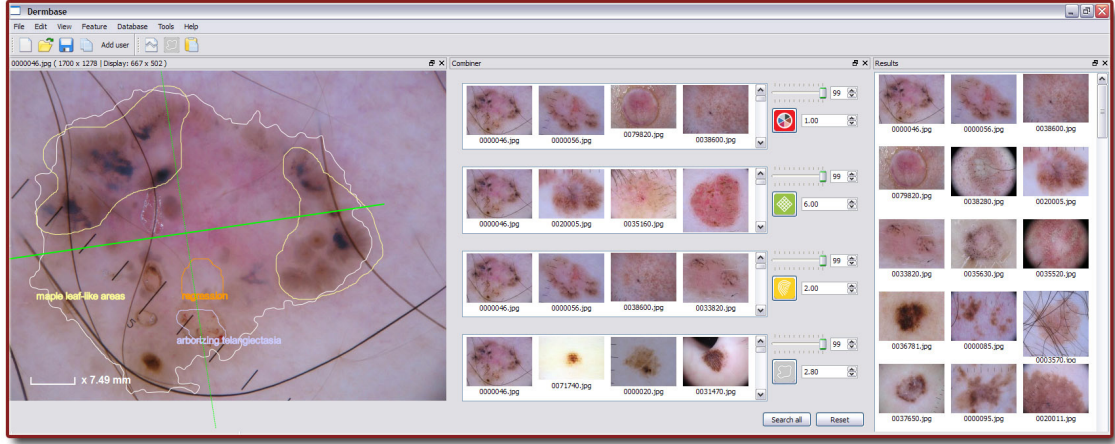 Dermbase
File Edit View Feature Database Tools Help
Add user
0000046.jpg ( 1700 x 1278 | Display: 667 x 502 )
maple leaf-like areas
regression
arborizing telangiectasia
x 7.49 mm
Combiner
0000046.jpg 0000056.jpg 0079820.jpg 0038600.jpg
99
1.00
0000046.jpg 0020005.jpg 0035160.jpg
99
6.00
0000046.jpg 0000056.jpg 0038600.jpg 0033820.jpg
99
2.00
0000046.jpg 0071740.jpg 0000020.jpg 0031470.jpg
99
2.80
Search all Reset
Results
0000046.jpg 0000056.jpg 0038600.jpg
0079820.jpg 0038280.jpg 0020005.jpg
0033820.jpg 0035630.jpg 0035520.jpg
0036781.jpg 0000085.jpg 0003570.jpg
0037650.jpg 0000095.jpg 0020011.jpg